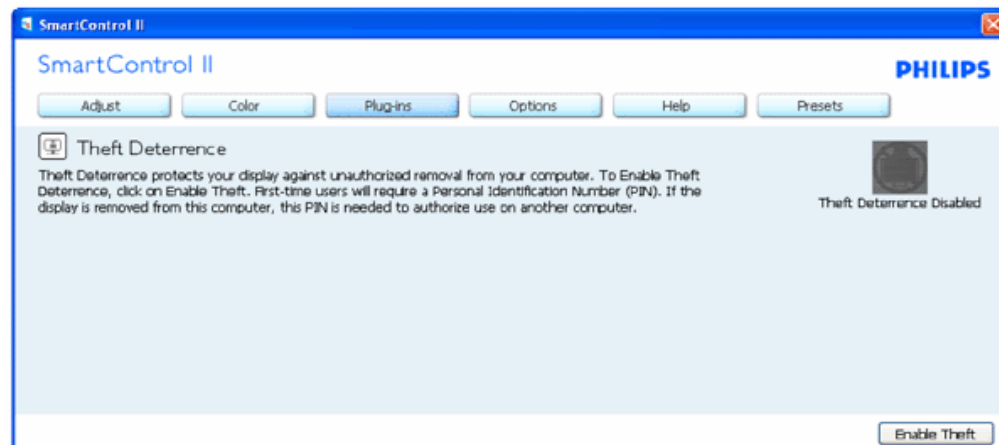 SmartControl II
SmartControl II
PHILIPS
Adjust Color Plug-ins Options Help Presets
Theft Deterrence
Theft Deterrence protects your display against unauthorized removal from your computer. To Enable Theft
Deterrence, click on Enable Theft. First-time users will require a Personal Identification Number (PIN). If the
display is removed from this computer, this PIN is needed to authorize use on another computer.
Theft Deterrence Disabled
Enable Theft